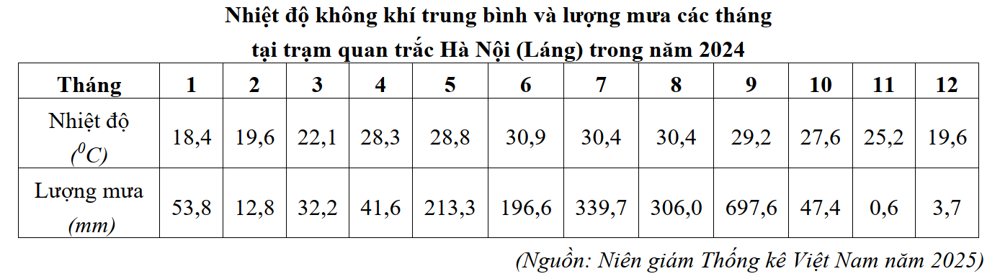 Nhiệt độ không khí trung bình và lượng mưa các tháng
tại trạm quan trắc Hà Nội (Láng) trong năm 2024
Tháng 1 2 3 4 5 6 7 8 9 10 11 12
Nhiệt độ
(⁰C) 18,4 19,6 22,1 28,3 28,8 30,9 30,4 30,4 29,2 27,6 25,2 19,6
Lượng mưa
(mm) 53,8 12,8 32,2 41,6 213,3 196,6 339,7 306,0 697,6 47,4 0,6 3,7
(Nguồn: Niên giám Thống kê Việt Nam năm 2025)